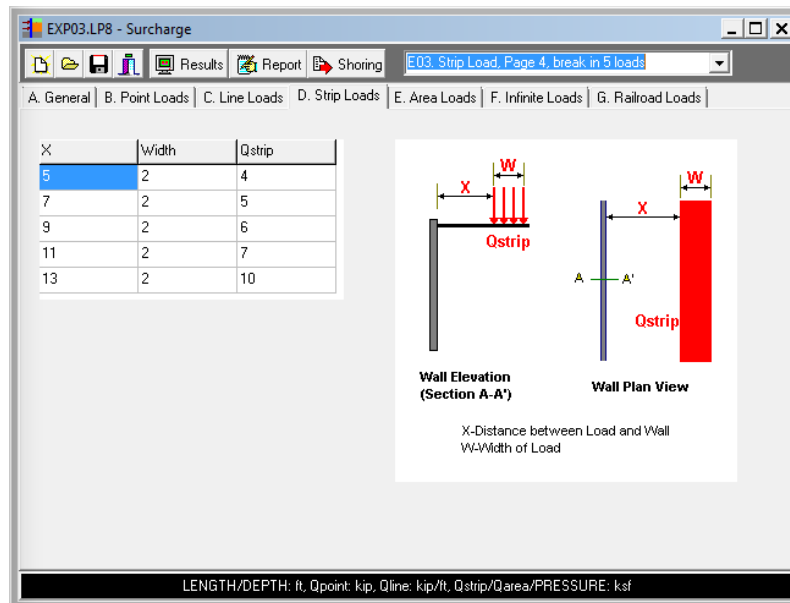 EXP03.LP8 - Surcharge
Results Report Shoring E03. Strip Load, Page 4, break in 5 loads
A. General B. Point Loads C. Line Loads D. Strip Loads E. Area Loads F. Infinite Loads G. Railroad Loads
X Width Qstrip
5 2 4
7 2 5
9 2 6
11 2 7
13 2 10
W
X
Qstrip
Wall Elevation
(Section A-A')
W
X
A A'
Qstrip
Wall Plan View
X-Distance between Load and Wall
W-Width of Load
LENGTH/DEPTH: ft, Qpoint: kip, Qline: kip/ft, Qstrip/Qarea/PRESSURE: ksf